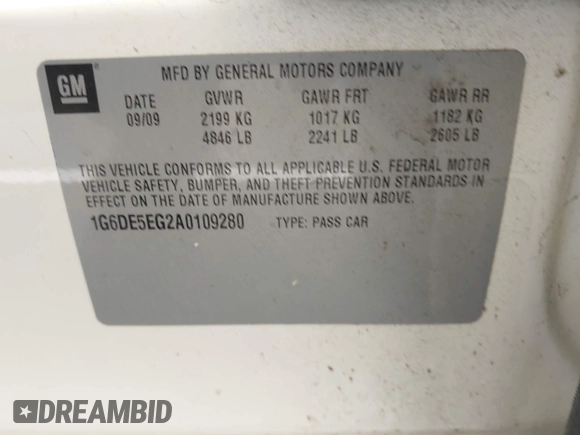 GM
MFD BY GENERAL MOTORS COMPANY
DATE GVWR GAWR FRT GAWR RR
09/09 2199 KG 1017 KG 1182 KG
4846 LB 2241 LB 2605 LB
THIS VEHICLE CONFORMS TO ALL APPLICABLE U.S. FEDERAL MOTOR
VEHICLE SAFETY, BUMPER, AND THEFT PREVENTION STANDARDS IN
EFFECT ON THE DATE OF MANUFACTURE SHOWN ABOVE.
1G6DE5EG2A0109280 TYPE: PASS CAR
DREAMBID